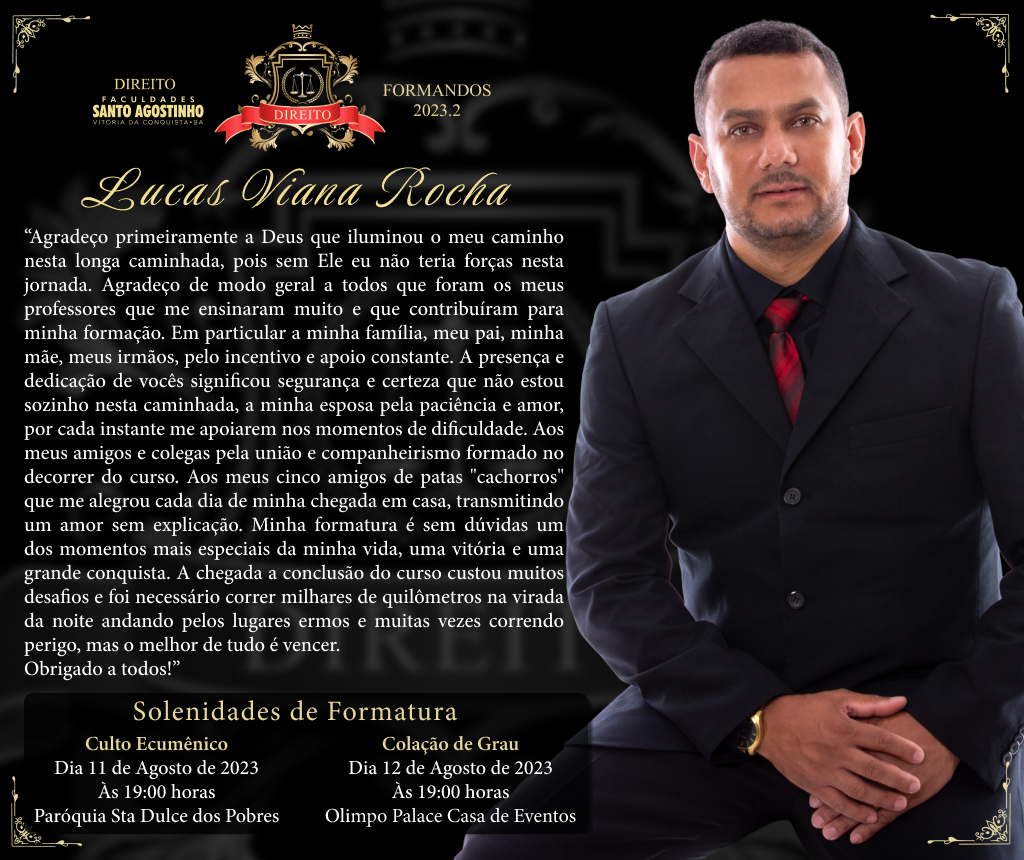 DIREITO
FACULDADES
SANTO AGOSTINHO
VITÓRIA DA CONQUISTA•BA
DIREITO
FORMANDOS
2023.2
Lucas Viana Rocha
“Agradeço primeiramente a Deus que iluminou o meu caminho
nesta longa caminhada, pois sem Ele eu não teria forças nesta
jornada. Agradeço de modo geral a todos que foram os meus
professores que me ensinaram muito e que contribuíram para
minha formação. Em particular a minha família, meu pai, minha
mãe, meus irmãos, pelo incentivo e apoio constante. A presença e
dedicação de vocês significou segurança e certeza que não estou
sozinho nesta caminhada, a minha esposa pela paciência e amor,
por cada instante me apoiarem nos momentos de dificuldade. Aos
meus amigos e colegas pela união e companheirismo formado no
decorrer do curso. Aos meus cinco amigos de patas "cachorros"
que me alegrou cada dia de minha chegada em casa, transmitindo
um amor sem explicação. Minha formatura é sem dúvidas um
dos momentos mais especiais da minha vida, uma vitória e uma
grande conquista. A chegada a conclusão do curso custou muitos
desafios e foi necessário correr milhares de quilômetros na virada
da noite andando pelos lugares ermos e muitas vezes correndo
perigo, mas o melhor de tudo é vencer.
Obrigado a todos!”
DIREITO
Solenidades de Formatura
Culto Ecumênico
Dia 11 de Agosto de 2023
Às 19:00 horas
Paróquia Sta Dulce dos Pobres
Colação de Grau
Dia 12 de Agosto de 2023
Às 19:00 horas
Olimpo Palace Casa de Eventos